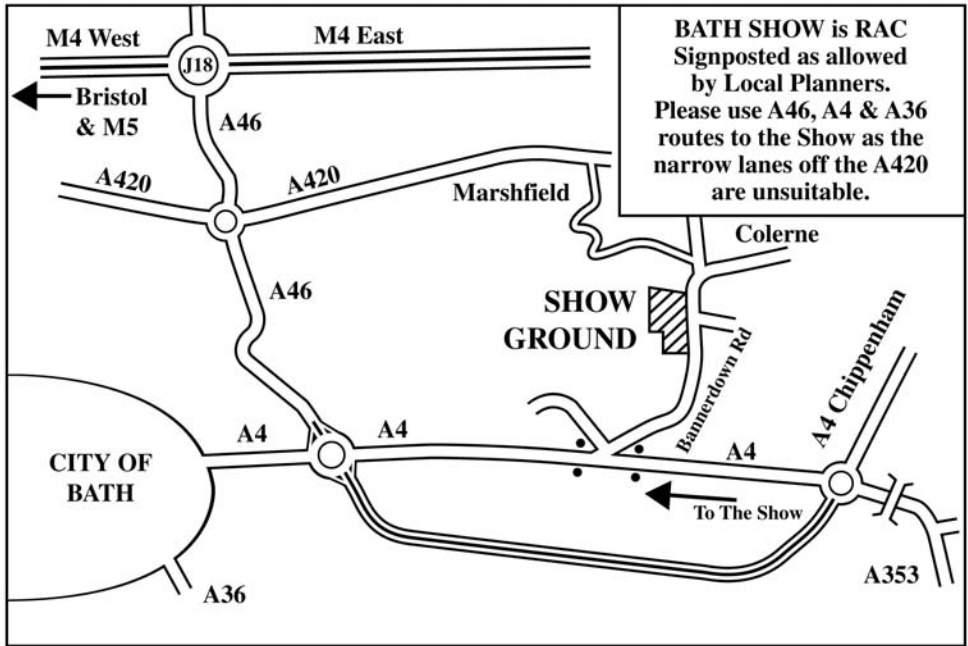 M4 West
M4 East
J18
Bristol
& M5
A46
BATH SHOW is RAC
Signposted as allowed
by Local Planners.
Please use A46, A4 & A36
routes to the Show as the
narrow lanes off the A420
are unsuitable.
A420
A420
Marshfield
Colerne
A46
SHOW
GROUND
Bannerdown Rd
A4 Chippenham
A4
A4
A4
CITY OF
BATH
To The Show
A353
A36